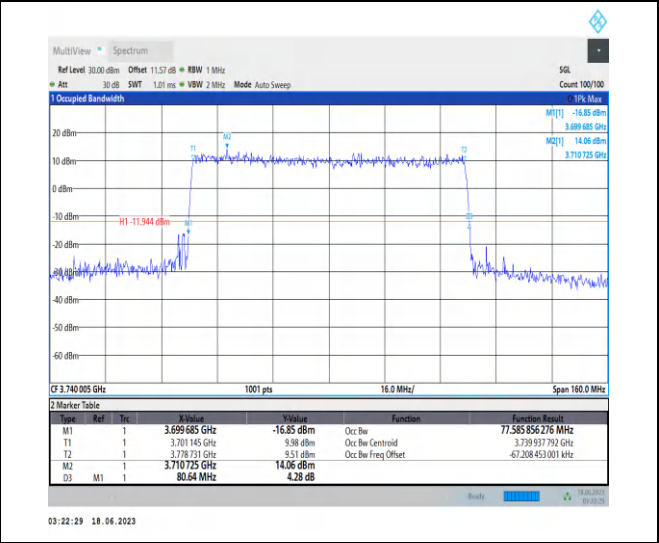 MultiView Spectrum
Ref Level 30.00 dBm Offset 11.57 dB RBW 1 MHz SGL
Att 30 dB SWT 1.01 ms VBW 2 MHz Mode Auto Sweep Count 100/100
1 Occupied Bandwidth 1Pk Max
M1[1] -16.85 dBm
3.699 685 GHz
M2[1] 14.06 dBm
3.710 725 GHz
20 dBm
M2
T1 T2
10 dBm
0 dBm
-10 dBm
H1 -11.944 dBm
M1
-20 dBm
-30 dBm
-40 dBm
-50 dBm
-60 dBm
CF 3.740 005 GHz 1001 pts 16.0 MHz/ Span 160.0 MHz
2 Marker Table
Type Ref Trc X-Value Y-Value Function Function Result
M1 1 3.699 685 GHz -16.85 dBm Occ Bw 77.585 856 276 MHz
T1 1 3.701 145 GHz 9.98 dBm Occ Bw Centroid 3.739 937 792 GHz
T2 1 3.778 731 GHz 9.51 dBm Occ Bw Freq Offset -67.208 453 001 kHz
M2 1 3.710 725 GHz 14.06 dBm
D3 M1 1 80.64 MHz 4.28 dB
Ready 18.06.2023
03:22:29 18.06.2023